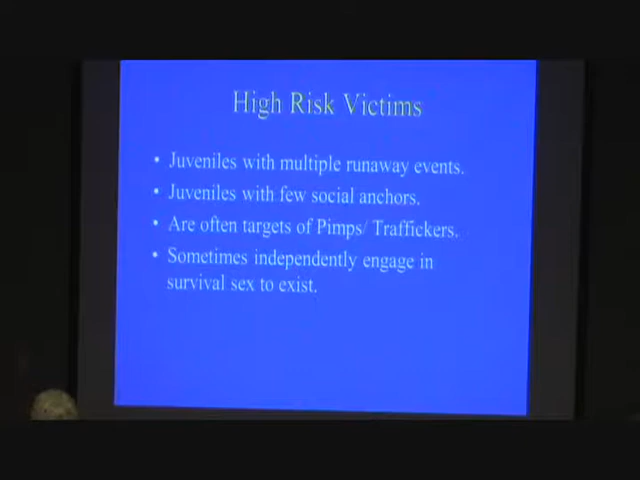 High Risk Victims
• Juveniles with multiple runaway events.
• Juveniles with few social anchors.
• Are often targets of Pimps/ Traffickers.
• Sometimes independently engage in
survival sex to exist.